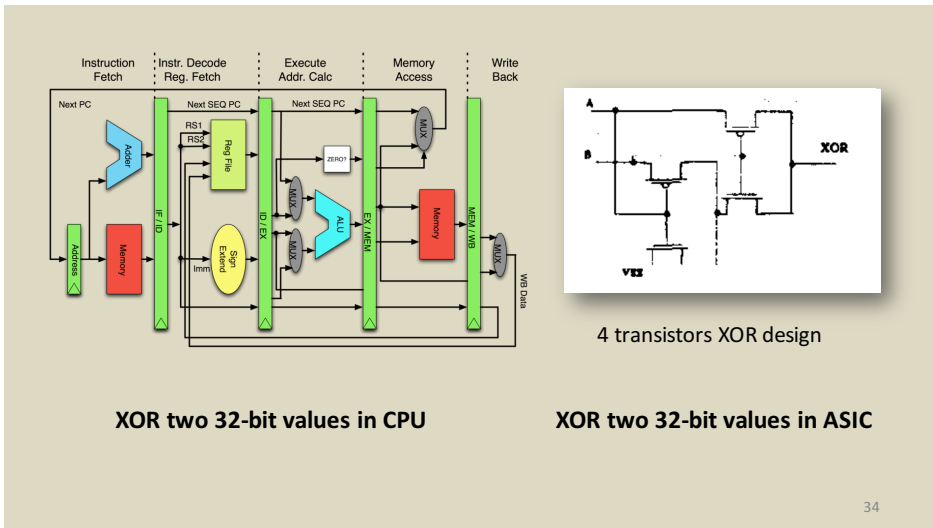 Instruction
Fetch
Instr. Decode
Reg. Fetch
Execute
Addr. Calc
Memory
Access
Write
Back
Next PC
Next SEQ PC
Next SEQ PC
RS1
RS2
Reg File
MUX
Adder
ZERO?
IF / ID
ID / EX
MUX
ALU
EX / MEM
Memory
MEM / WB
MUX
Address
Memory
Sign
Extend
Imm
MUX
WB Data
A
B
XOR
VSS
4 transistors XOR design
XOR two 32-bit values in CPU
XOR two 32-bit values in ASIC
34